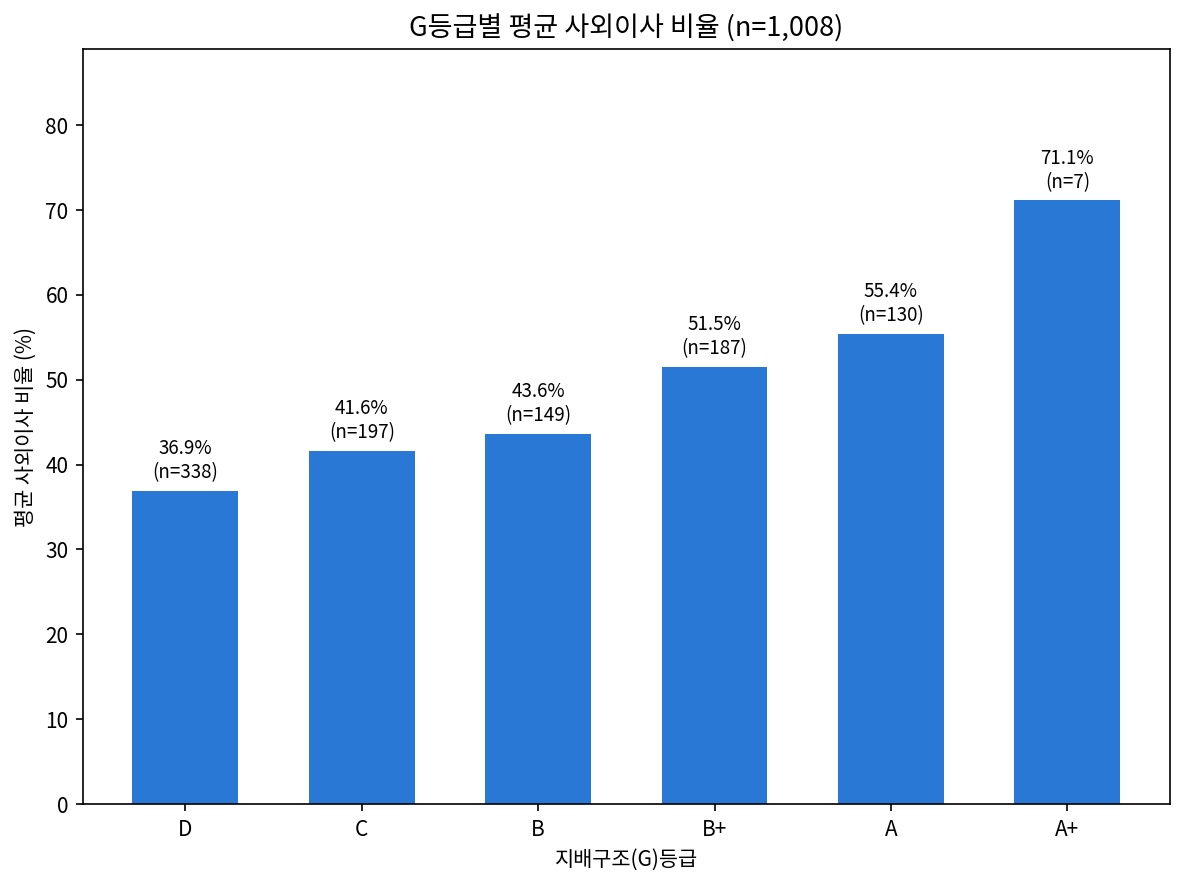 G등급별 평균 사외이사 비율 (n=1,008)
평균 사외이사 비율 (%)
80
70
60
50
40
30
20
10
0
36.9%
(n=338)
41.6%
(n=197)
43.6%
(n=149)
51.5%
(n=187)
55.4%
(n=130)
71.1%
(n=7)
D
C
B
B+
A
A+
지배구조(G)등급